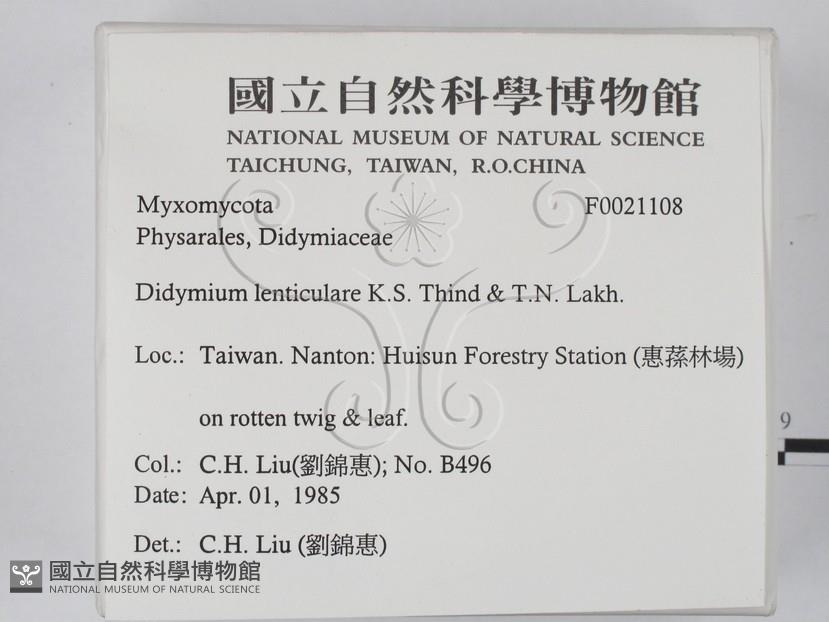 國立自然科學博物館
NATIONAL MUSEUM OF NATURAL SCIENCE
TAICHUNG, TAIWAN, R.O.CHINA
Myxomycota F0021108
Physarales, Didymiaceae
Didymium lenticulare K.S. Thind & T.N. Lakh.
Loc.: Taiwan. Nanton: Huisun Forestry Station (惠蓀林場)
on rotten twig & leaf.
9
Col.: C.H. Liu(劉錦惠); No. B496
Date: Apr. 01, 1985
Det.: C.H. Liu (劉錦惠)
國立自然科學博物館
NATIONAL MUSEUM OF NATURAL SCIENCE